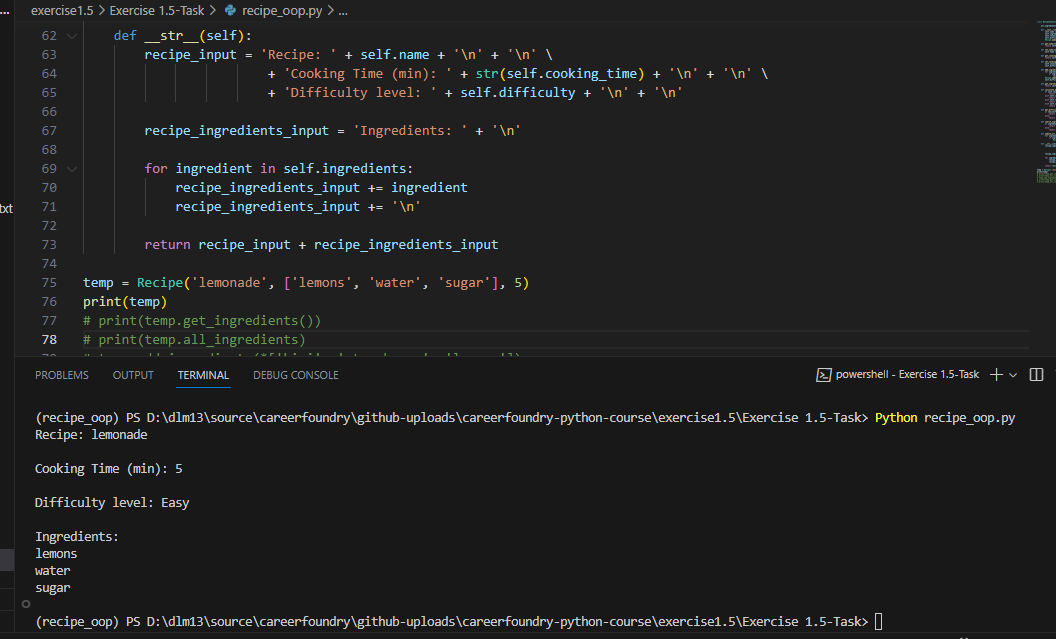 ... exercise1.5 > Exercise 1.5-Task > recipe_oop.py > ...
62 def __str__(self):
63 recipe_input = 'Recipe: ' + self.name + '\n' + '\n' \
64 + 'Cooking Time (min): ' + str(self.cooking_time) + '\n' + '\n' \
65 + 'Difficulty level: ' + self.difficulty + '\n' + '\n'
66
67 recipe_ingredients_input = 'Ingredients: ' + '\n'
68
69 for ingredient in self.ingredients:
70 recipe_ingredients_input += ingredient
txt
71 recipe_ingredients_input += '\n'
72
73 return recipe_input + recipe_ingredients_input
74
75 temp = Recipe('lemonade', ['lemons', 'water', 'sugar'], 5)
76 print(temp)
77 # print(temp.get_ingredients())
78 # print(temp.all_ingredients)
PROBLEMS OUTPUT TERMINAL DEBUG CONSOLE powershell - Exercise 1.5-Task
(recipe_oop) PS D:\dlm13\source\careerfoundry\github-uploads\careerfoundry-python-course\exercise1.5\Exercise 1.5-Task> Python recipe_oop.py
Recipe: lemonade
Cooking Time (min): 5
Difficulty level: Easy
Ingredients:
lemons
water
sugar
(recipe_oop) PS D:\dlm13\source\careerfoundry\github-uploads\careerfoundry-python-course\exercise1.5\Exercise 1.5-Task>